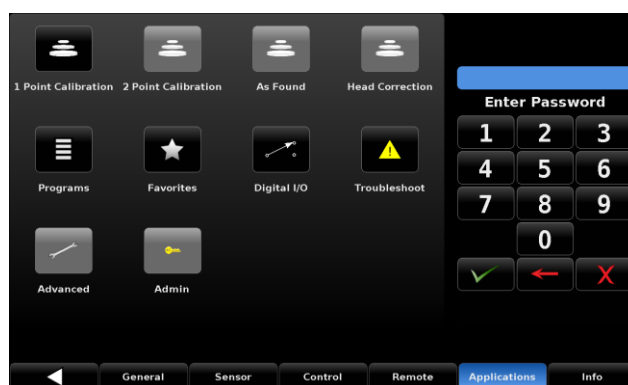 1 Point Calibration 2 Point Calibration As Found Head Correction
Programs Favorites Digital I/O Troubleshoot
Advanced Admin
Enter Password
1 2 3
4 5 6
7 8 9
0
X
General Sensor Control Remote Applications Info